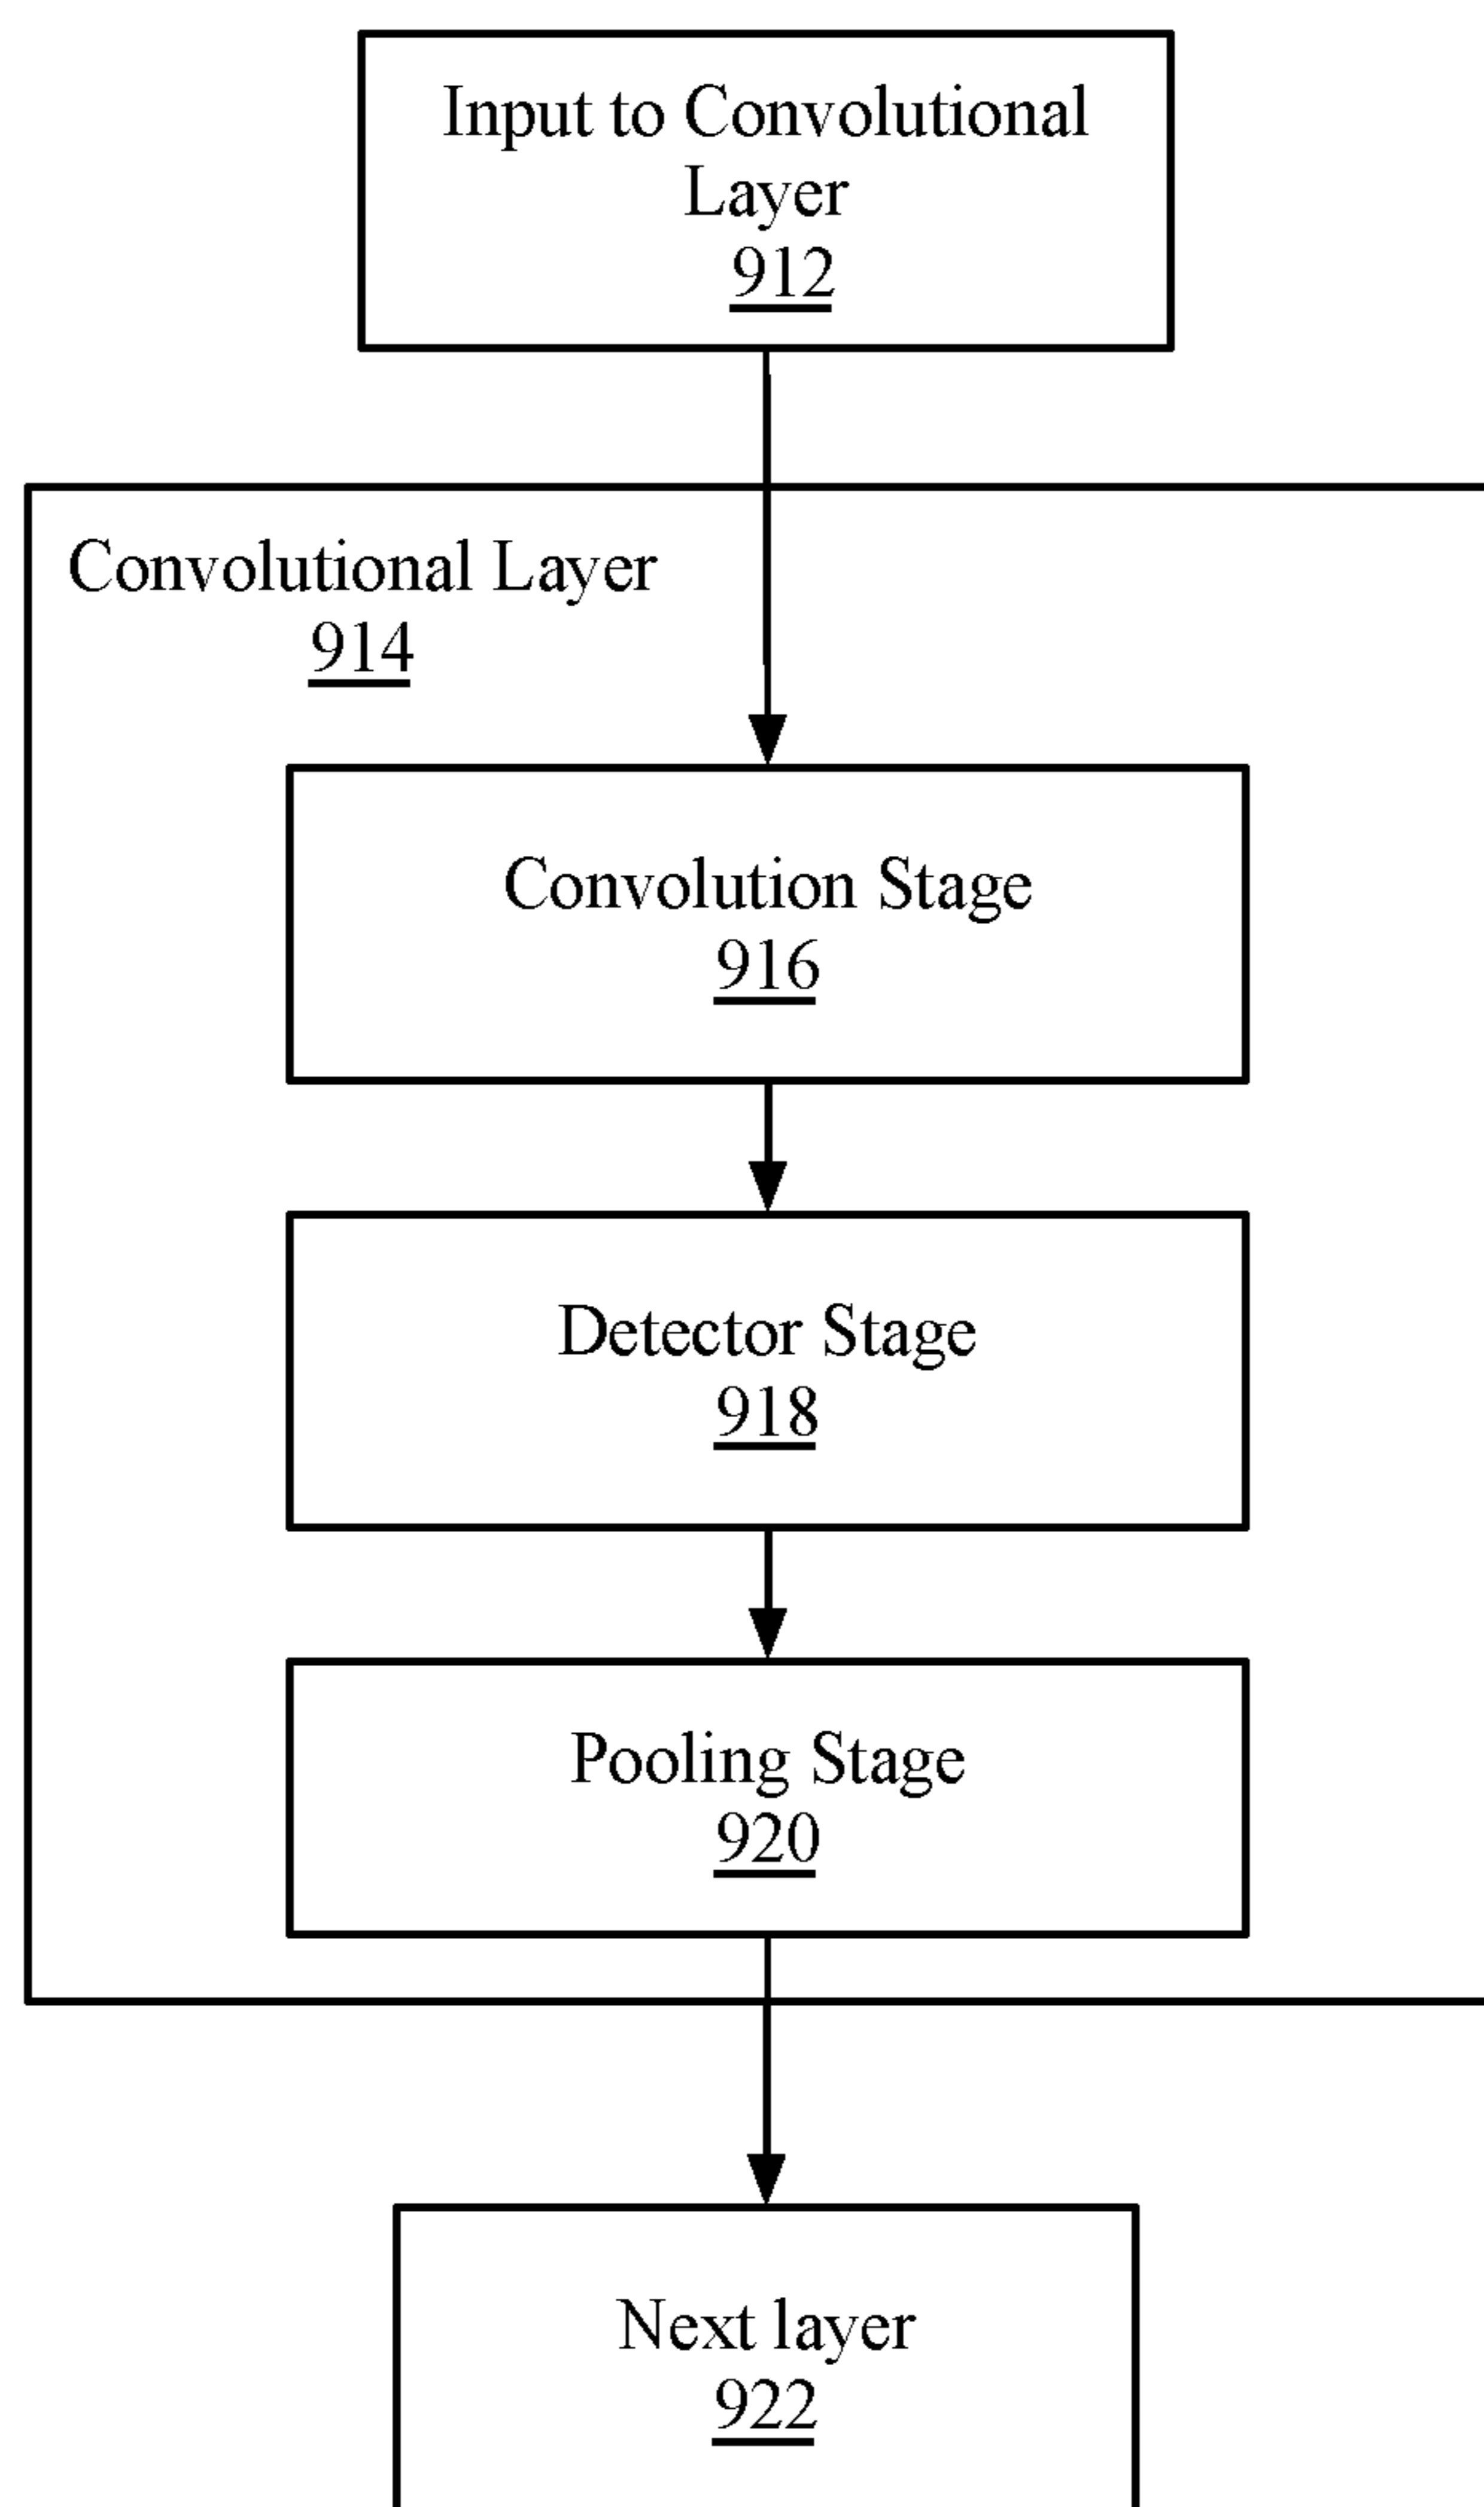 Input to Convolutional
Layer
912
Convolutional Layer
914
Convolution Stage
916
Detector Stage
918
Pooling Stage
920
Next layer
922